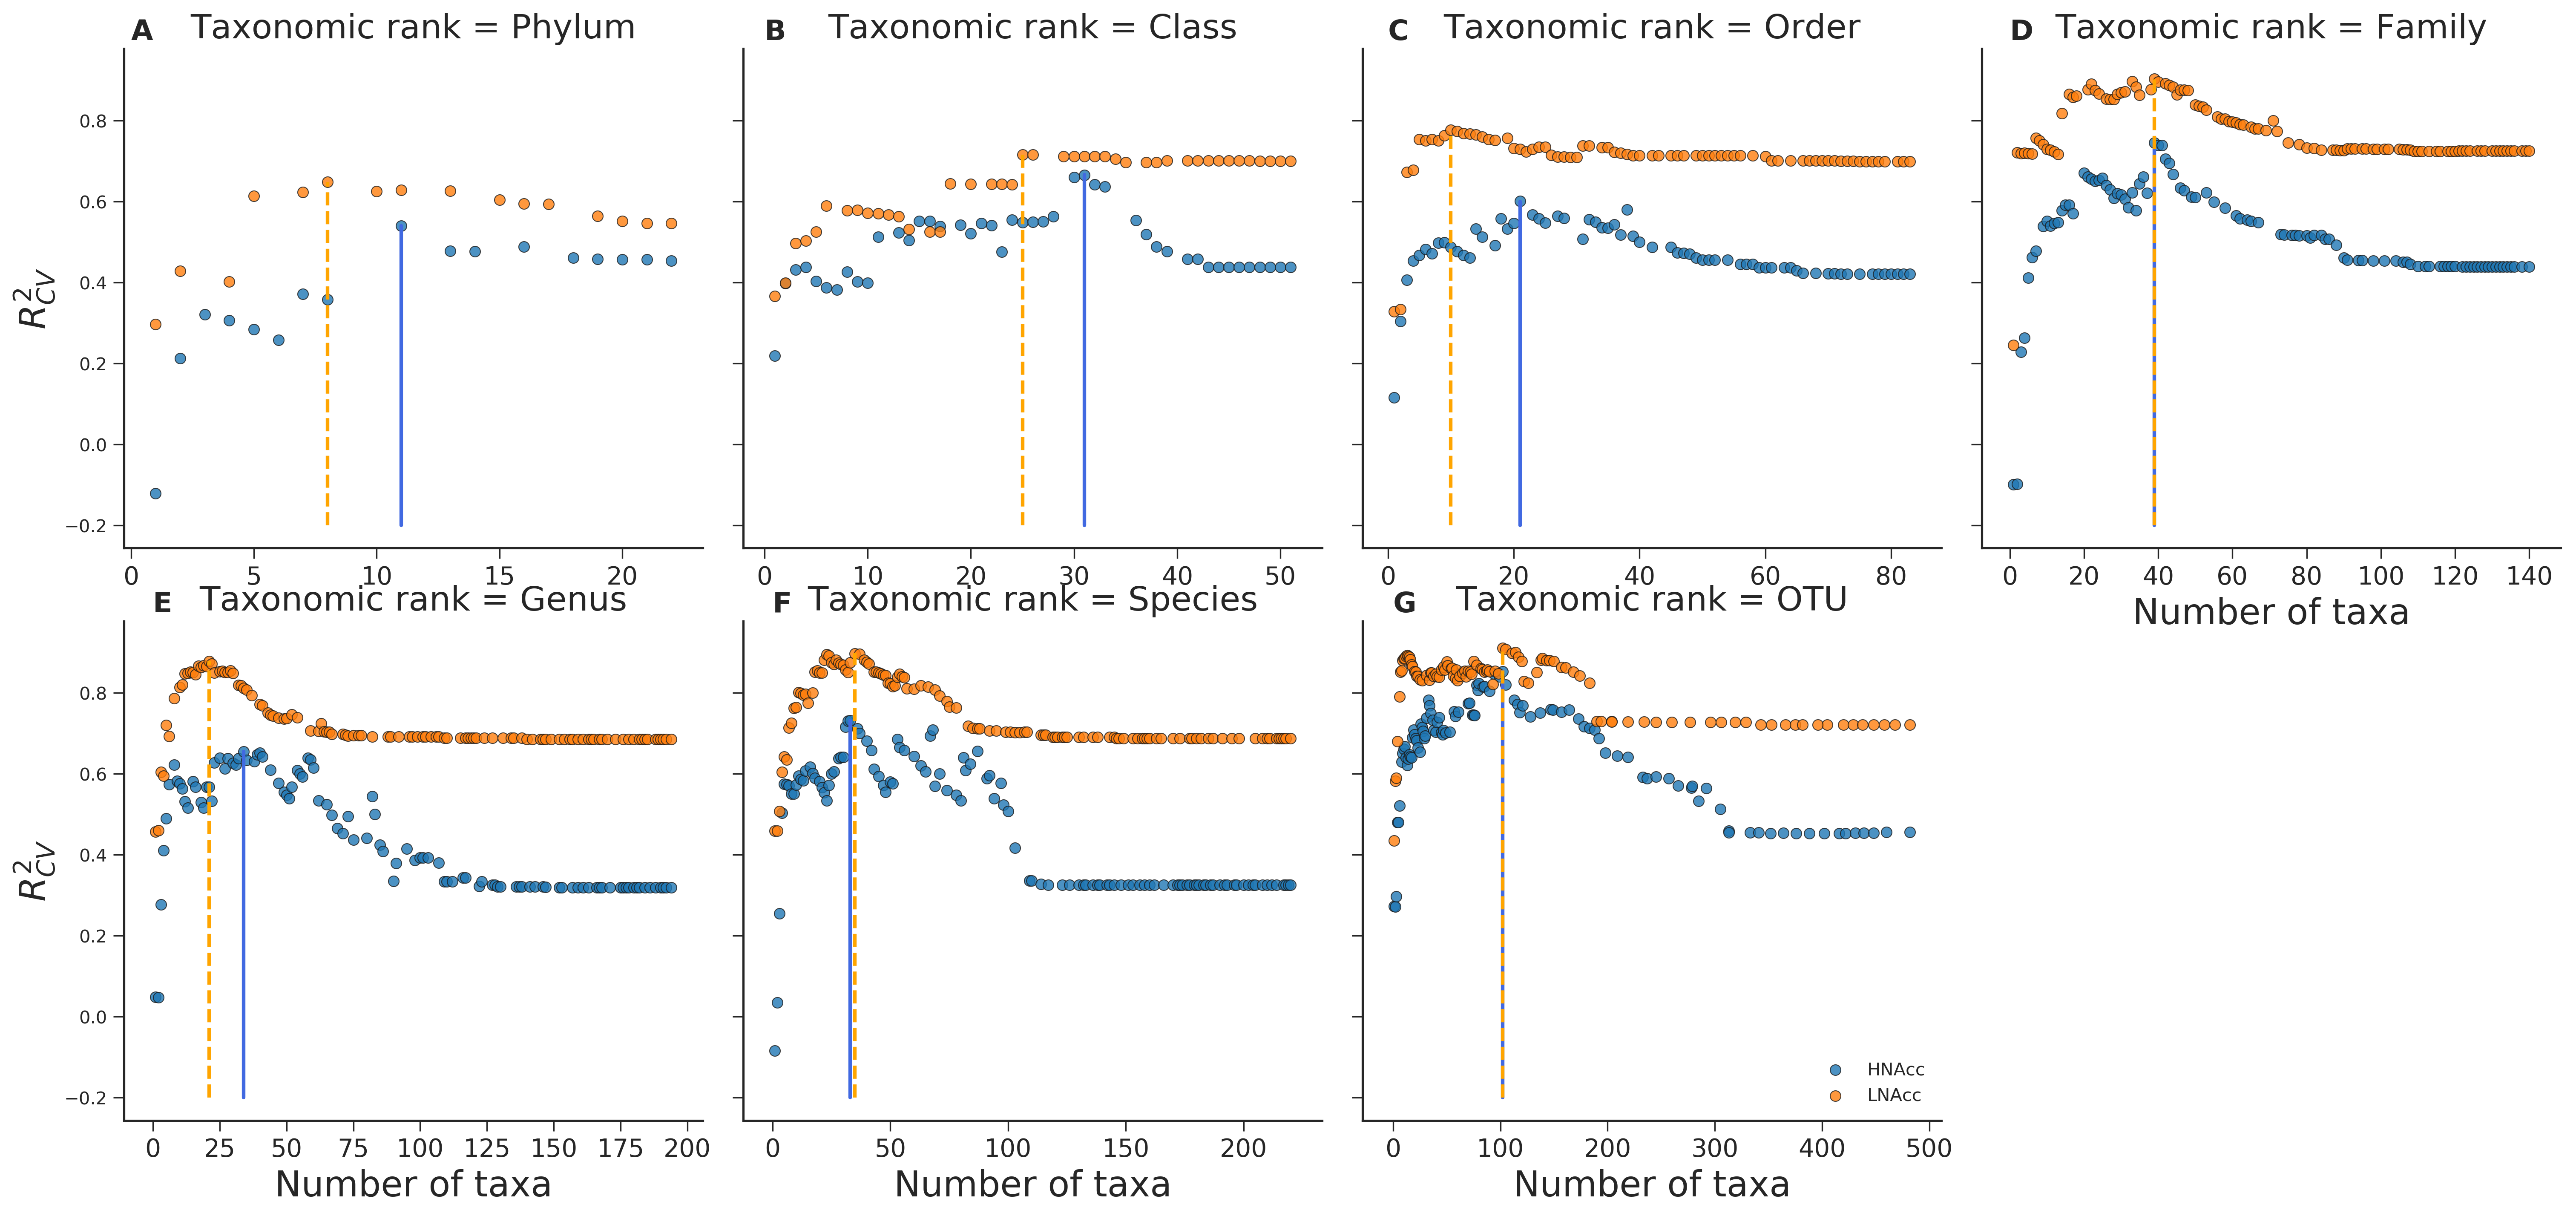 A Taxonomic rank = Phylum
B Taxonomic rank = Class
C Taxonomic rank = Order
D Taxonomic rank = Family
0.8
0.6
0.4
0.2
0.0
−0.2
R²CV
0 5 10 15 20
0 10 20 30 40 50
0 20 40 60 80
0 20 40 60 80 100 120 140
Number of taxa
E Taxonomic rank = Genus
F Taxonomic rank = Species
G Taxonomic rank = OTU
0.8
0.6
0.4
0.2
0.0
−0.2
R²CV
HNAcc
LNAcc
0 25 50 75 100 125 150 175 200
0 50 100 150 200
0 100 200 300 400 500
Number of taxa
Number of taxa
Number of taxa